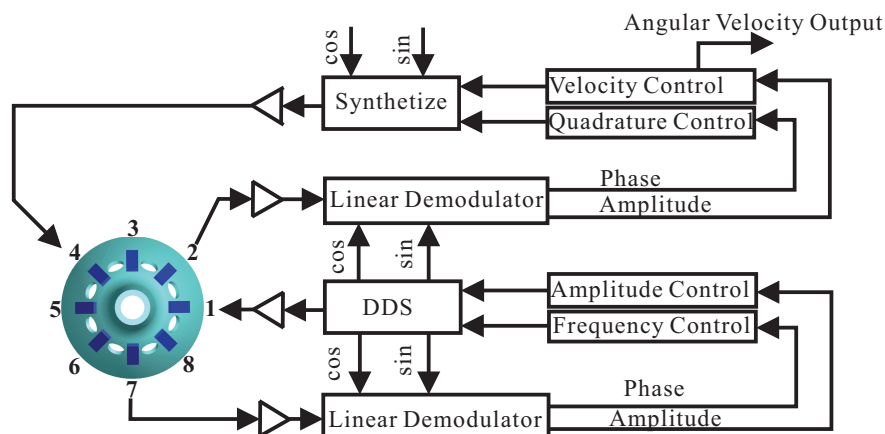 Angular Velocity Output
cos
sin
Synthetize
Velocity Control
Quadrature Control
Linear Demodulator
Phase
Amplitude
3
4
2
5
1
6
8
7
cos
sin
DDS
Amplitude Control
Frequency Control
cos
sin
Linear Demodulator
Phase
Amplitude